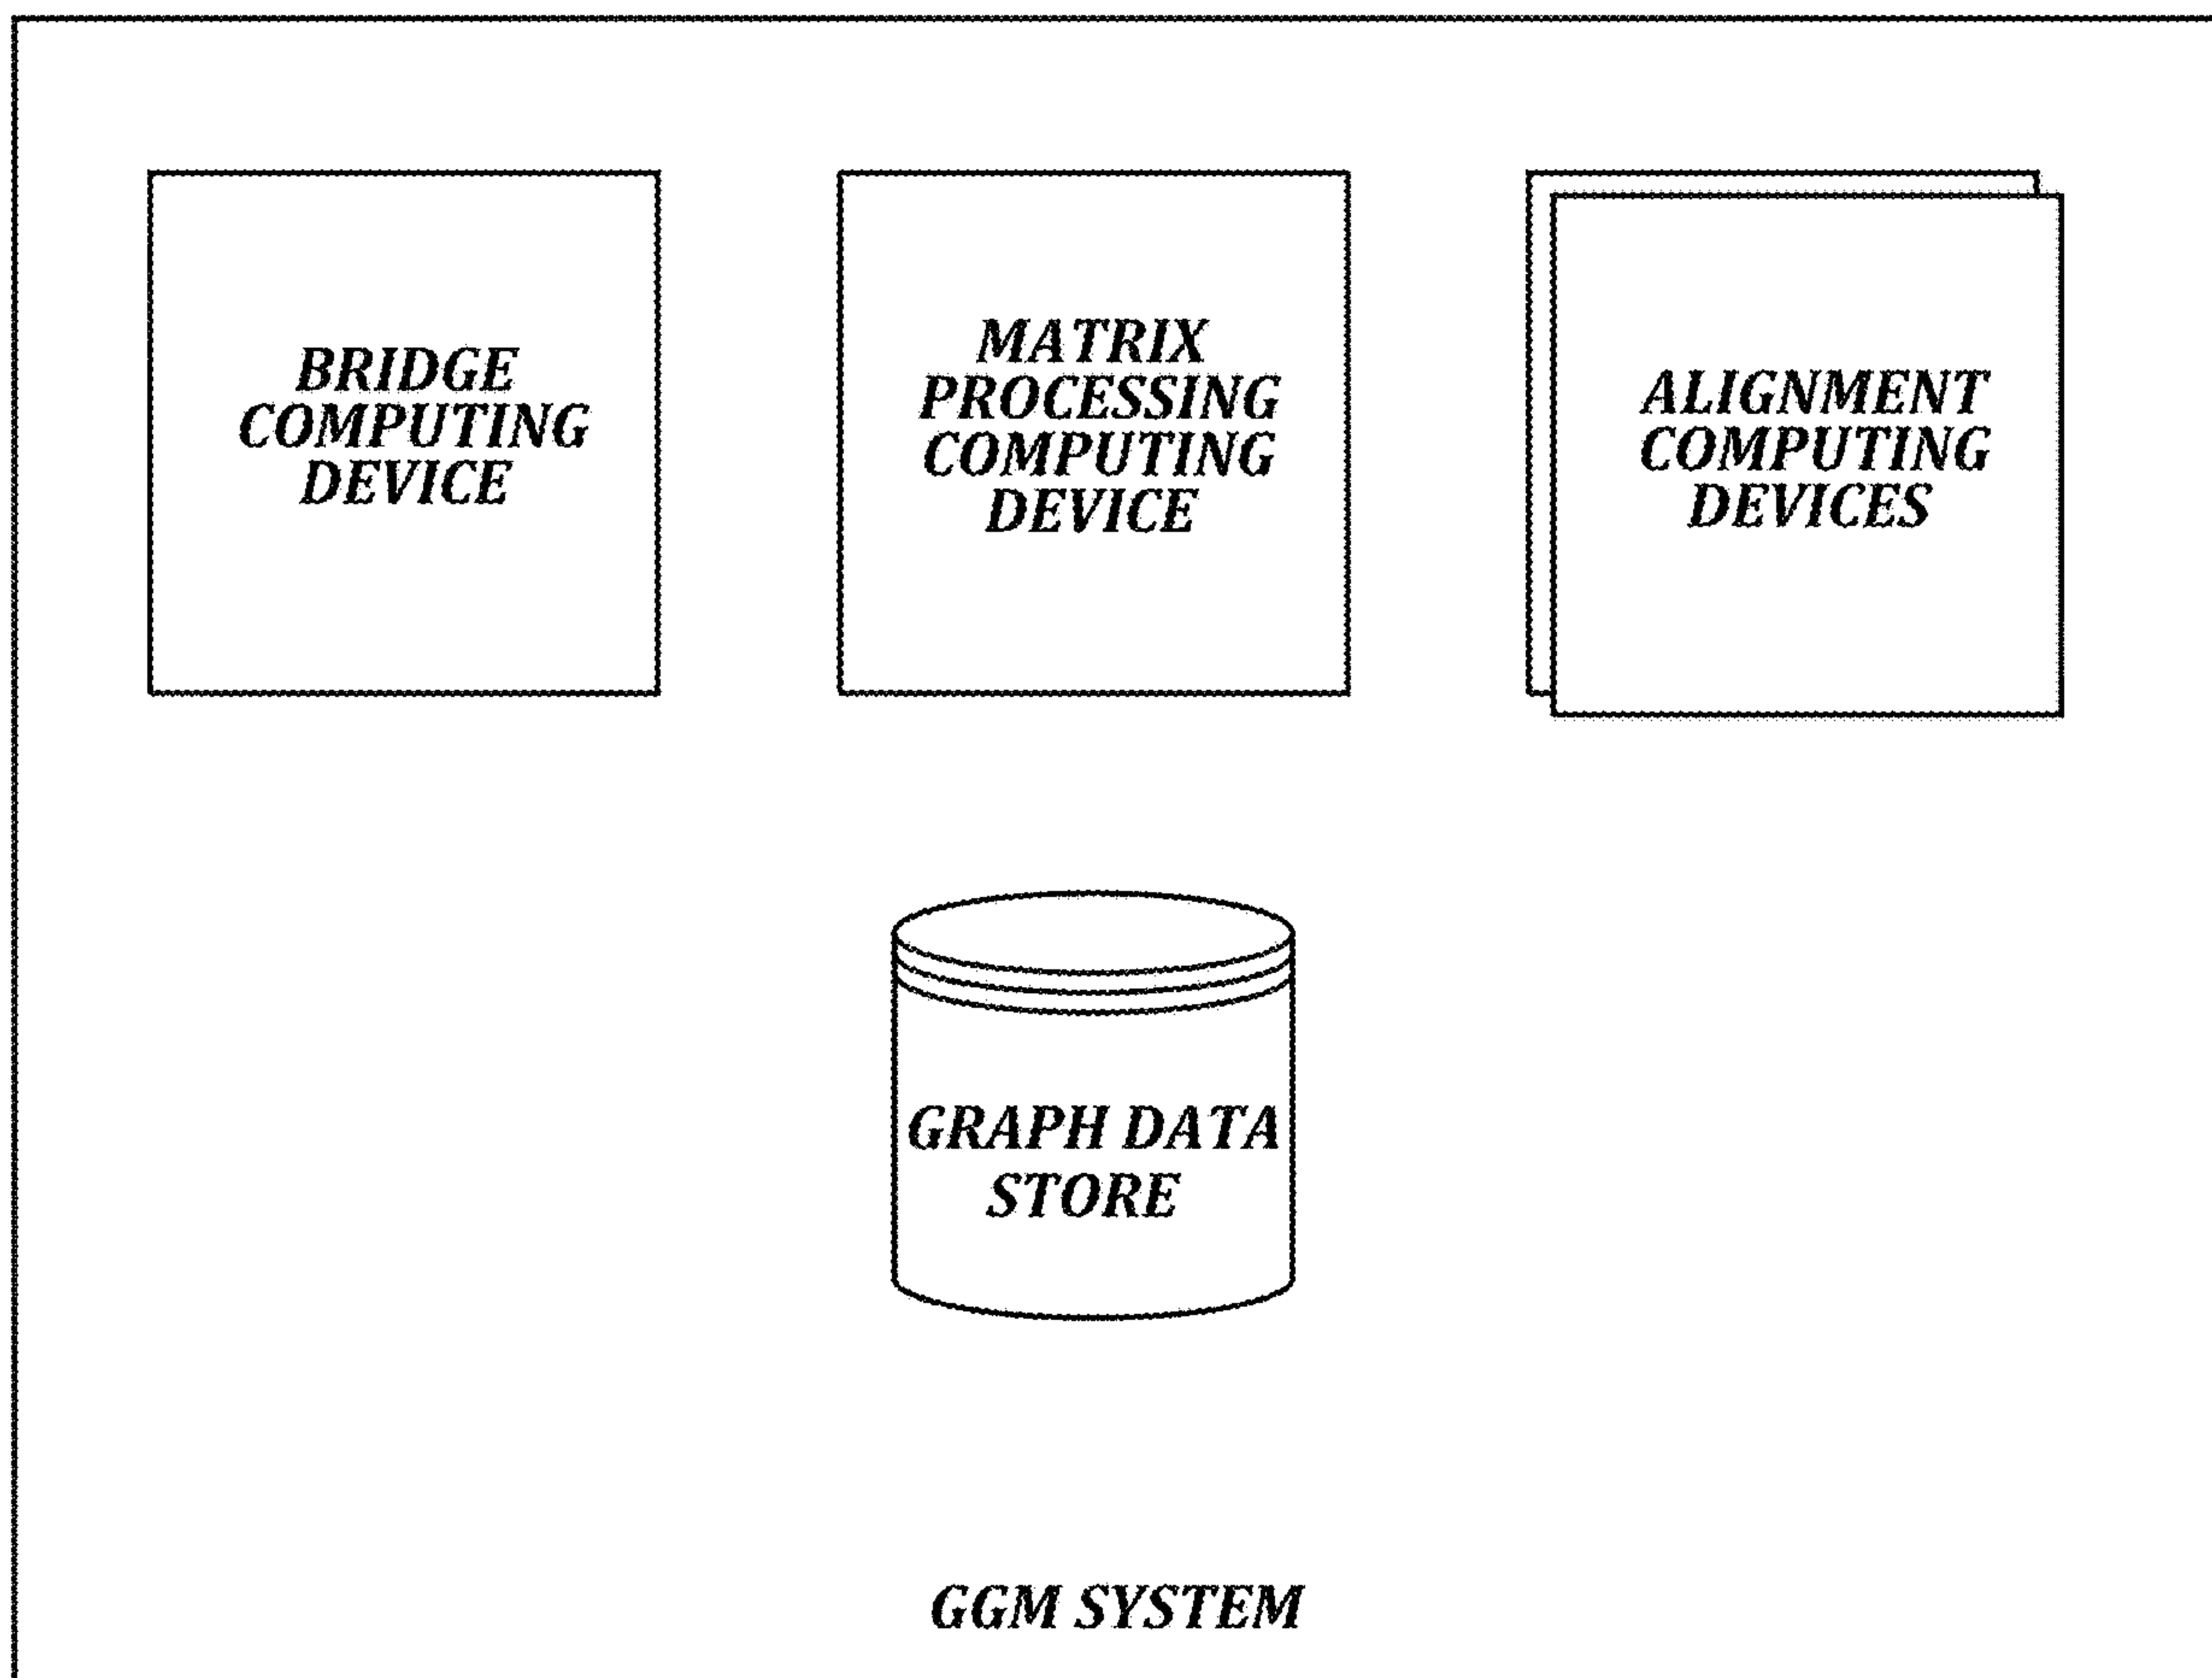 BRIDGE
COMPUTING
DEVICE
MATRIX
PROCESSING
COMPUTING
DEVICE
ALIGNMENT
COMPUTING
DEVICES
GRAPH DATA
STORE
GGM SYSTEM